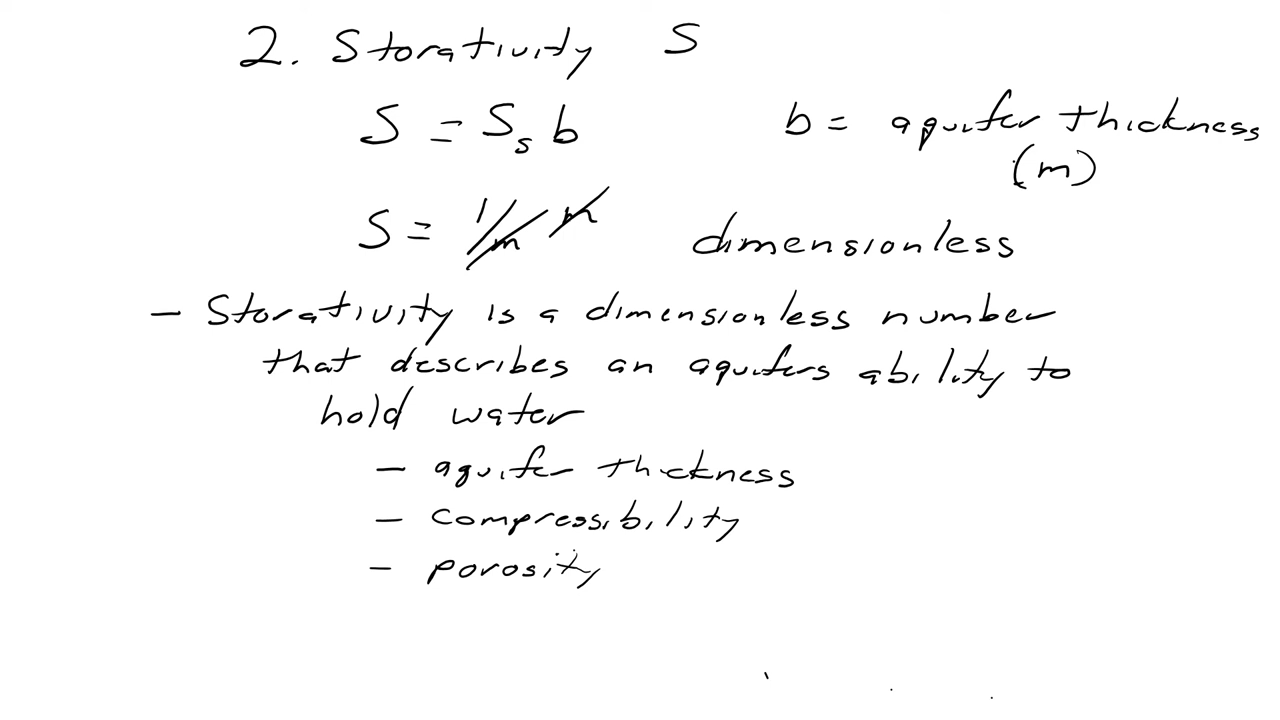 2. Storativity S
S = Ss b b = aquifer thickness
(m)
S = 1/m m dimensionless
- Storativity is a dimensionless number
that describes an aquifers ability to
hold water
- aquifer thickness
- compressibility
- porosity